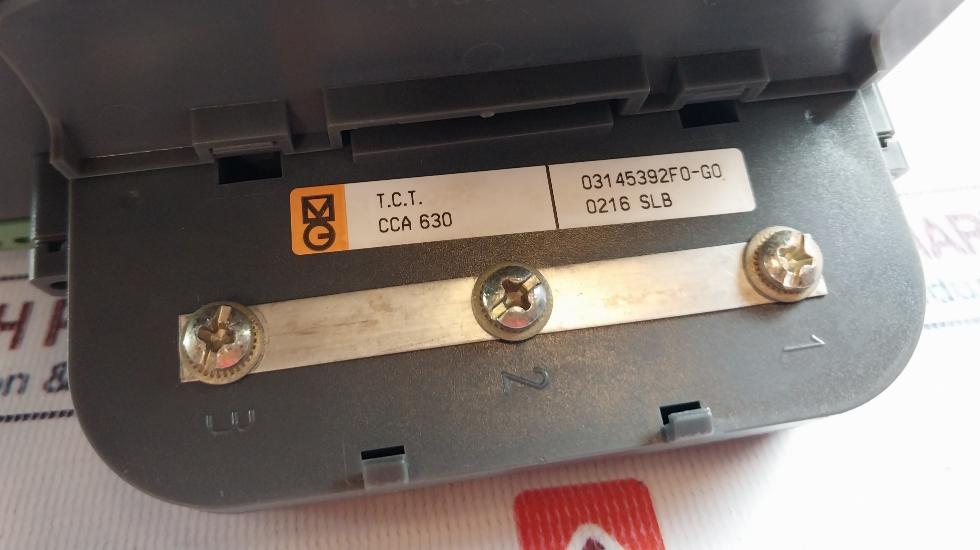 MG
T.C.T.
CCA 630
03145392F0-G0
0216 SLB
1
2
3